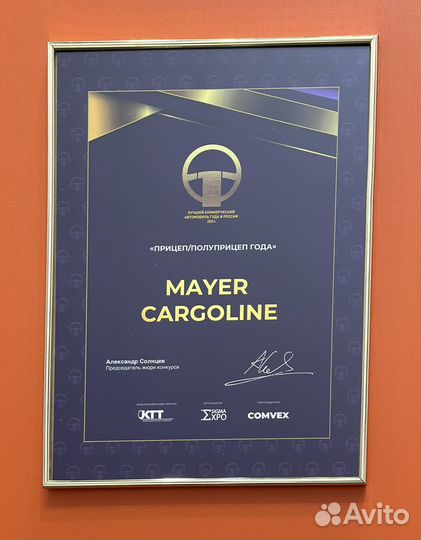 ЛУЧШИЙ КОММЕРЧЕСКИЙ
АВТОМОБИЛЬ ГОДА В РОССИИ
2024
«ПРИЦЕП/ПОЛУПРИЦЕП ГОДА»
MAYER
CARGOLINE
Александр Солнцев
Председатель жюри конкурса
КТТ
SIGMA
EXPO
COMVEX
Avito